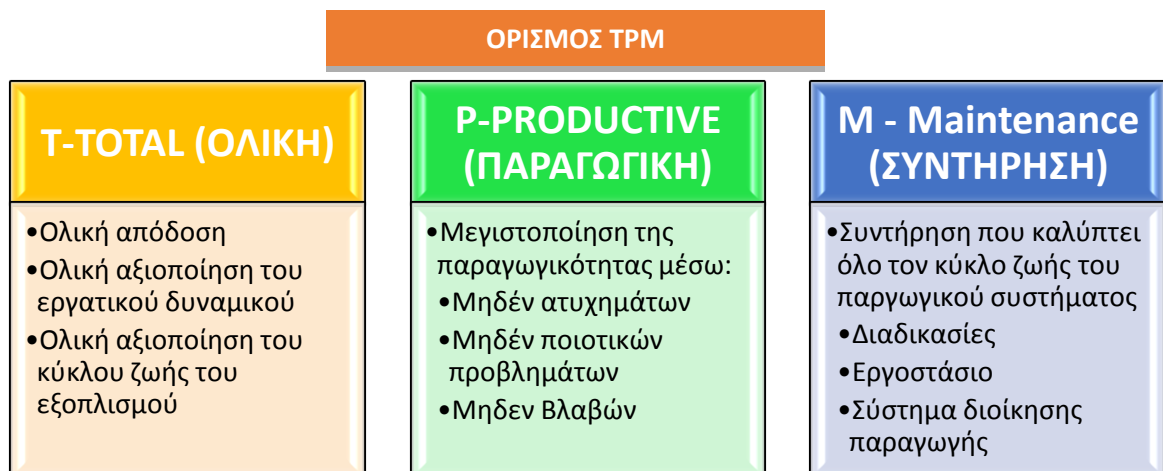 ΟΡΙΣΜΟΣ TPM
T-TOTAL (ΟΛΙΚΗ)
•Ολική απόδοση
•Ολική αξιοποίηση του
εργατικού δυναμικού
•Ολική αξιοποίηση του
κύκλου ζωής του
εξοπλισμού
P-PRODUCTIVE
(ΠΑΡΑΓΩΓΙΚΗ)
•Μεγιστοποίηση της
παραγωγικότητας μέσω:
•Μηδέν ατυχημάτων
•Μηδέν ποιοτικών
προβλημάτων
•Μηδεν Βλαβών
M - Maintenance
(ΣΥΝΤΗΡΗΣΗ)
•Συντήρηση που καλύπτει
όλο τον κύκλο ζωής του
παργωγικού συστήματος
•Διαδικασίες
•Εργοστάσιο
•Σύστημα διοίκησης
παραγωγής